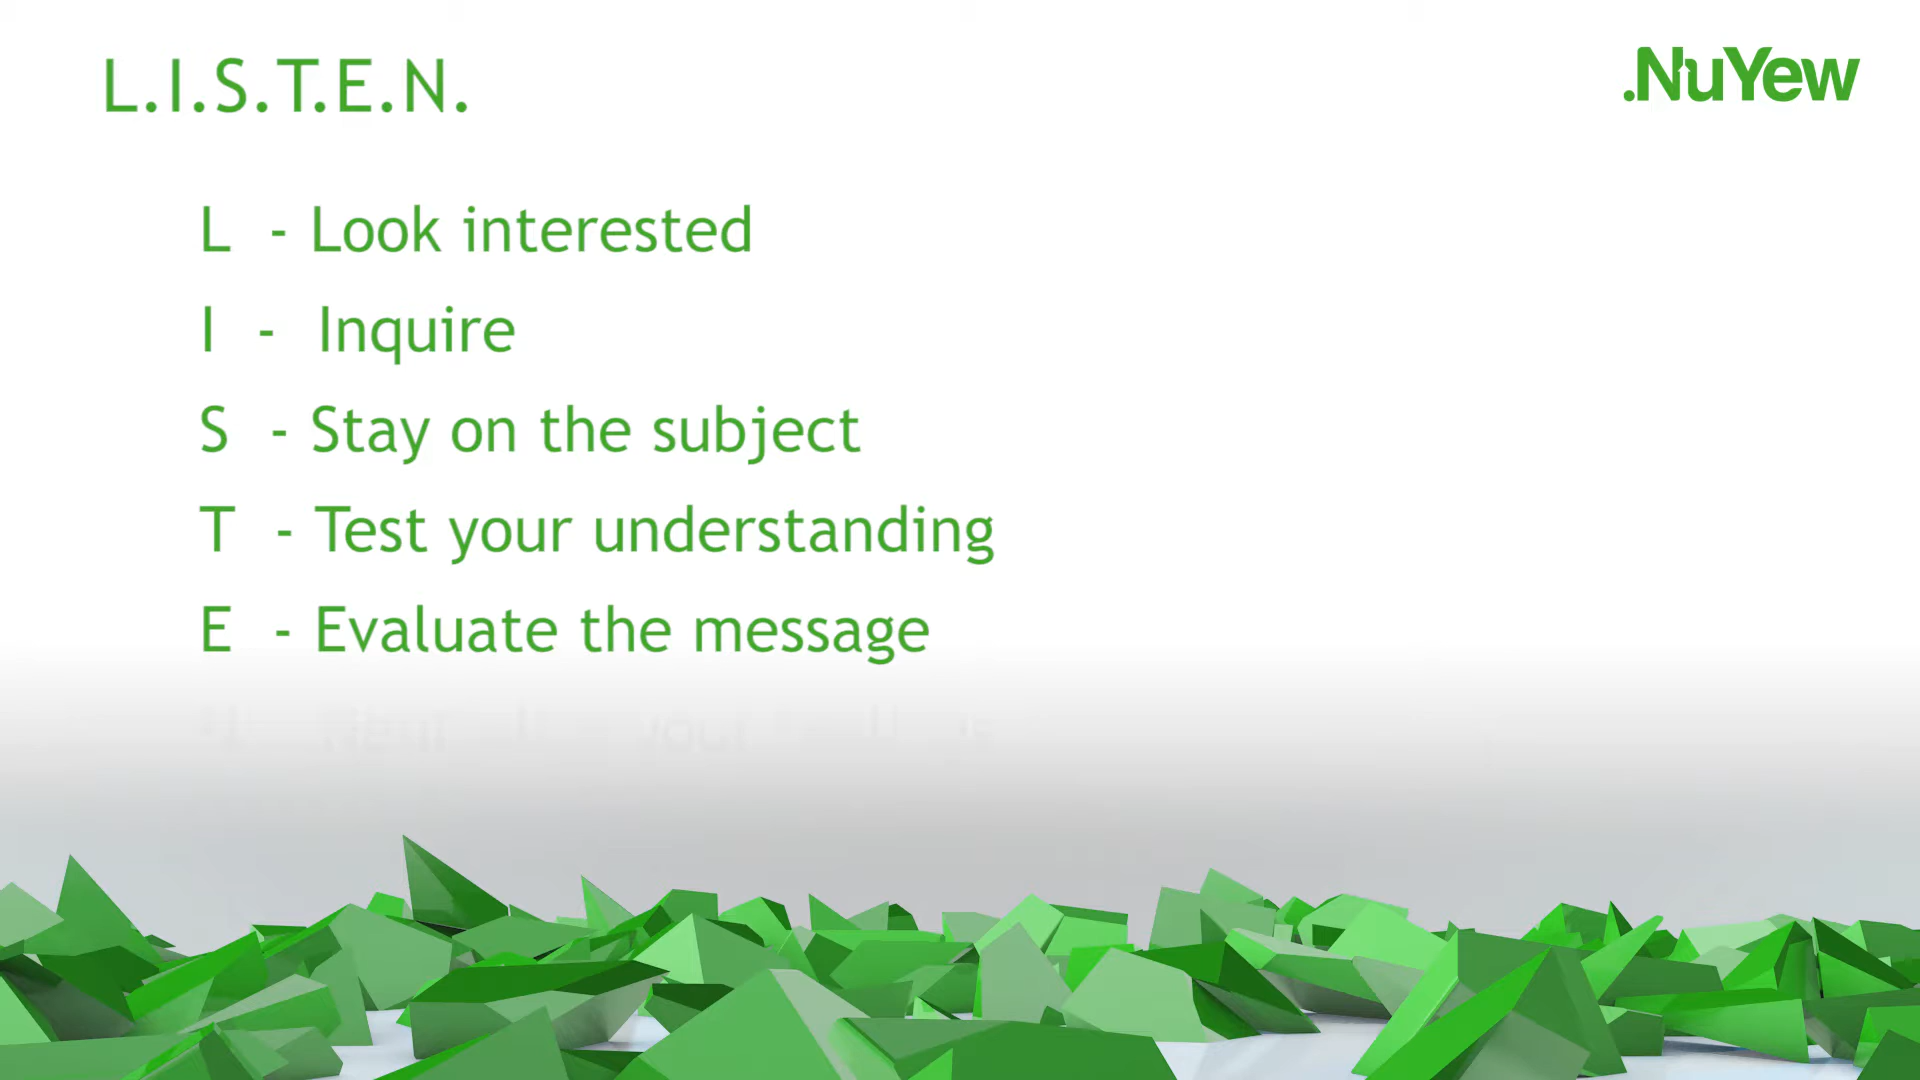 L.I.S.T.E.N.
.NuYew
L - Look interested
I - Inquire
S - Stay on the subject
T - Test your understanding
E - Evaluate the message